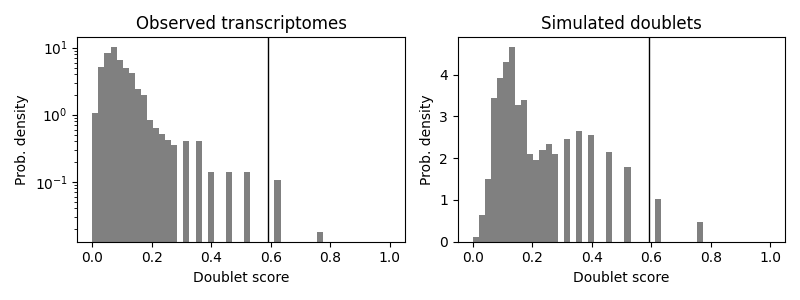 Observed transcriptomes
Prob. density
10¹
10⁰
10⁻¹
0.0 0.2 0.4 0.6 0.8 1.0
Doublet score
Simulated doublets
Prob. density
4
3
2
1
0
0.0 0.2 0.4 0.6 0.8 1.0
Doublet score